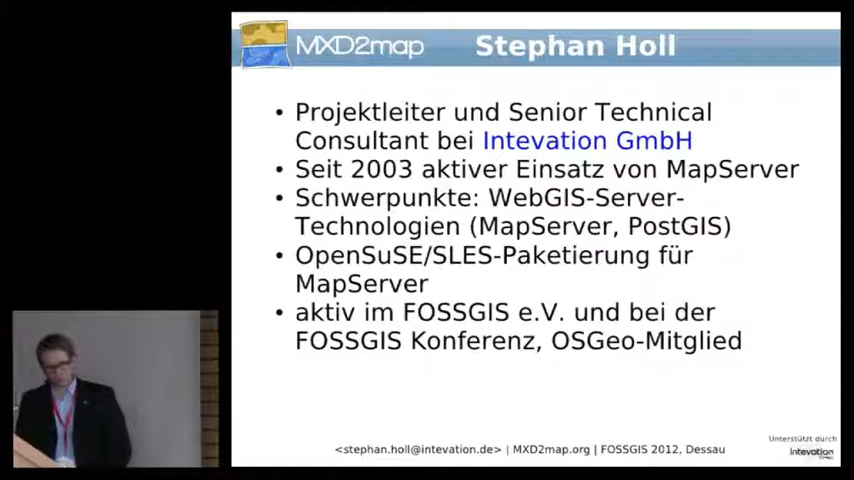 MXD2map Stephan Holl
• Projektleiter und Senior Technical
Consultant bei Intevation GmbH
• Seit 2003 aktiver Einsatz von MapServer
• Schwerpunkte: WebGIS-Server-
Technologien (MapServer, PostGIS)
• OpenSuSE/SLES-Paketierung für
MapServer
• aktiv im FOSSGIS e.V. und bei der
FOSSGIS Konferenz, OSGeo-Mitglied
Unterstützt durch
<stephan.holl@intevation.de> | MXD2map.org | FOSSGIS 2012, Dessau
Intevation